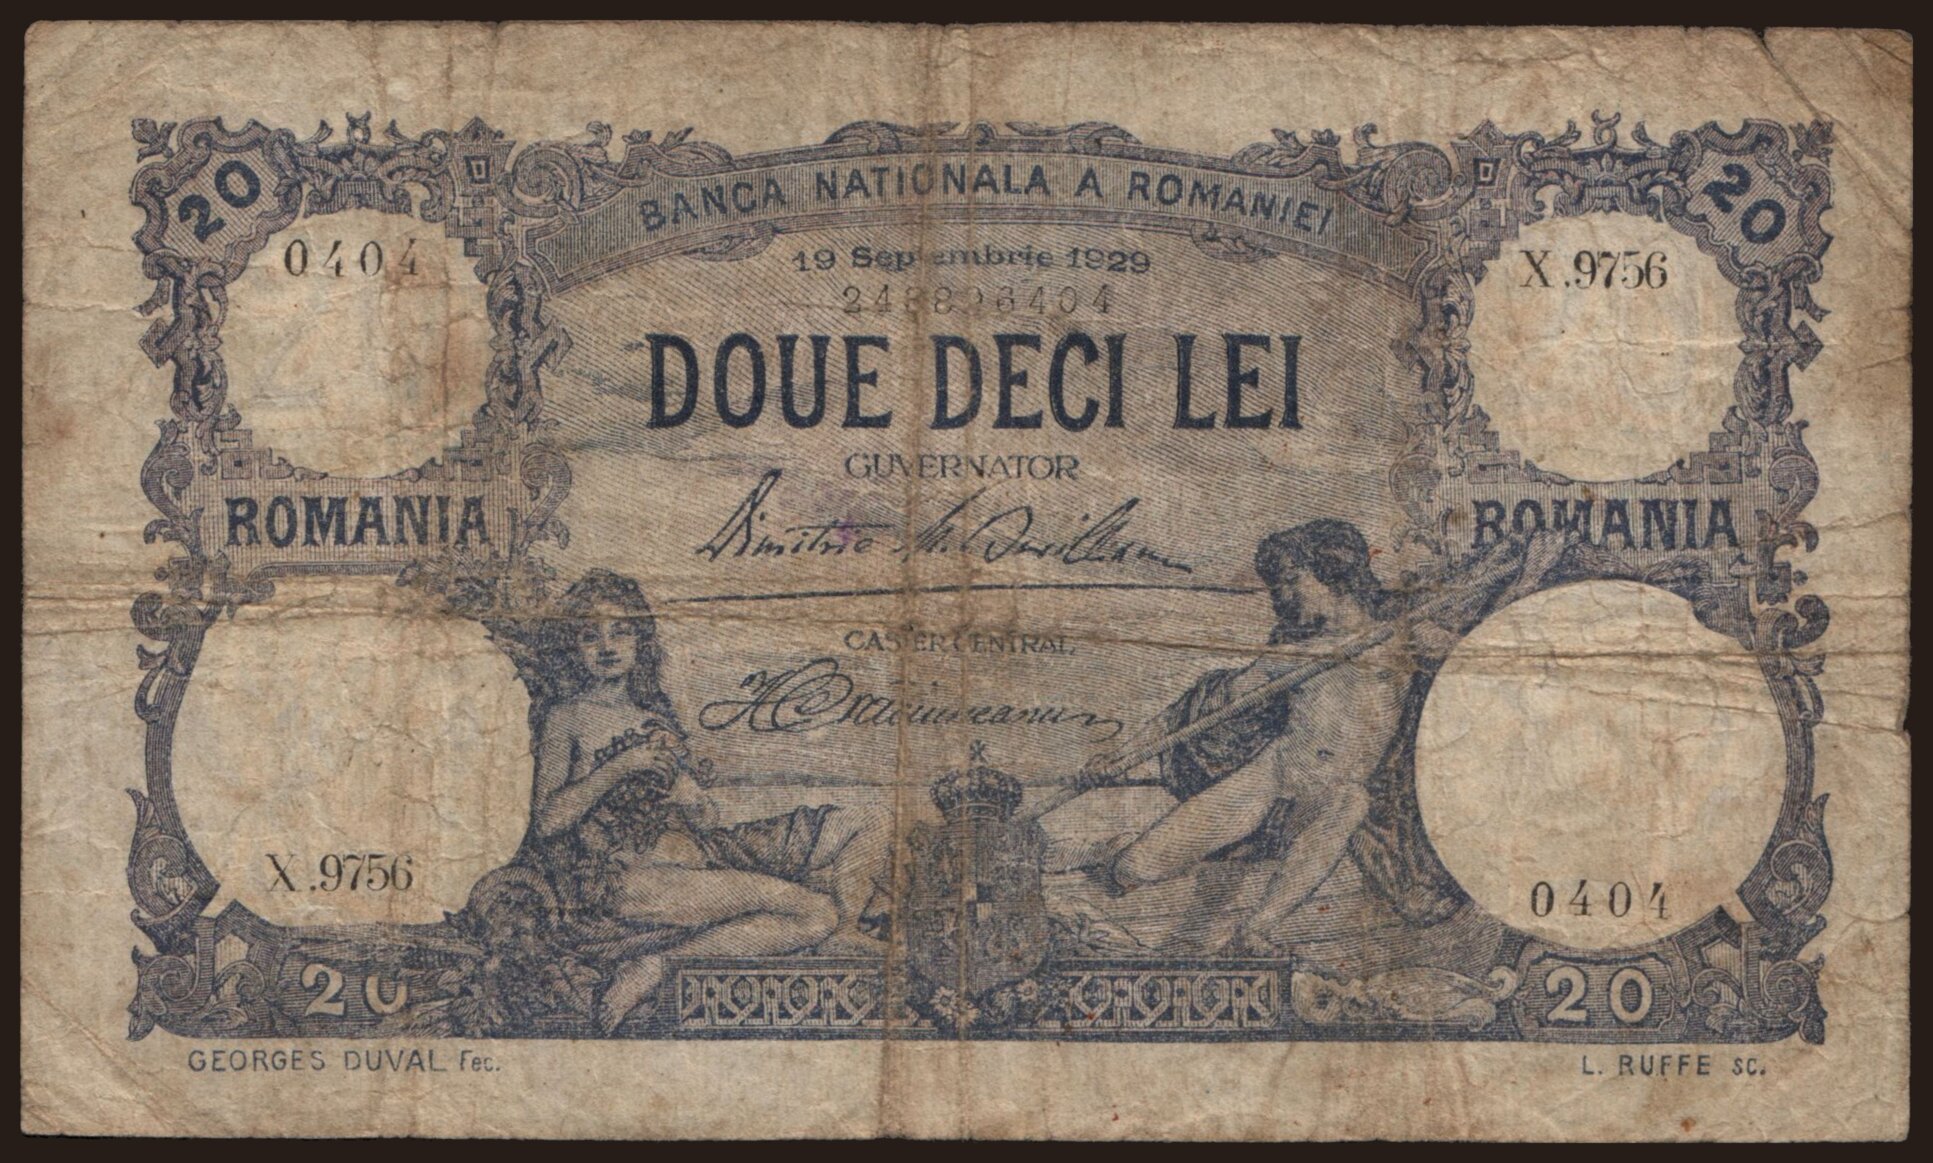 20
20
BANCA NATIONALA A ROMANIEI
0404
19 Septembrie 1929
X.9756
DOUE DECI LEI
GUVERNATOR
ROMANIA
ROMANIA
CASIER CENTRAL
X.9756
0404
20
20
GEORGES DUVAL Fec.
L. RUFFE SC.